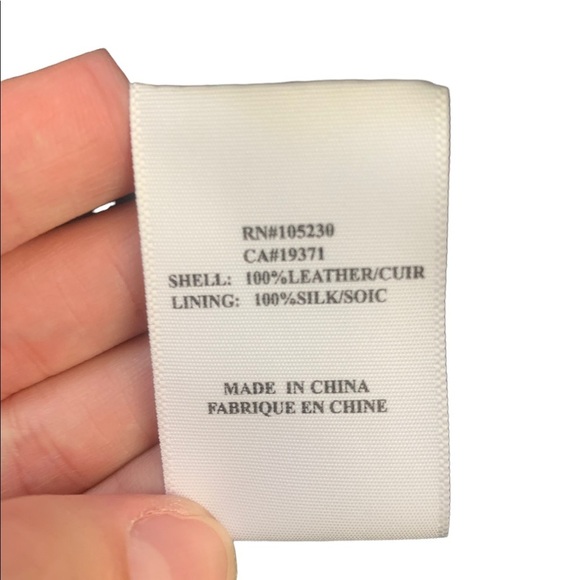 RN#105230
CA#19371
SHELL: 100%LEATHER/CUIR
LINING: 100%SILK/SOIC
MADE IN CHINA
FABRIQUE EN CHINE